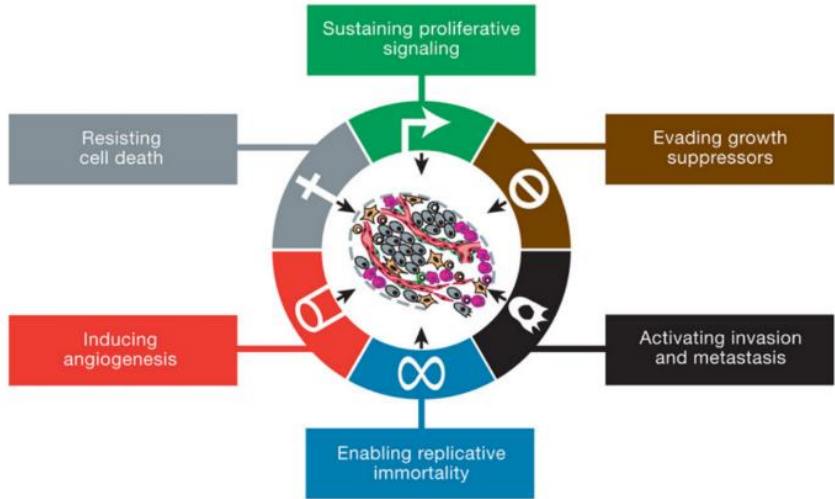 Sustaining proliferative
signaling
Resisting
cell death
Evading growth
suppressors
Inducing
angiogenesis
Activating invasion
and metastasis
Enabling replicative
immortality